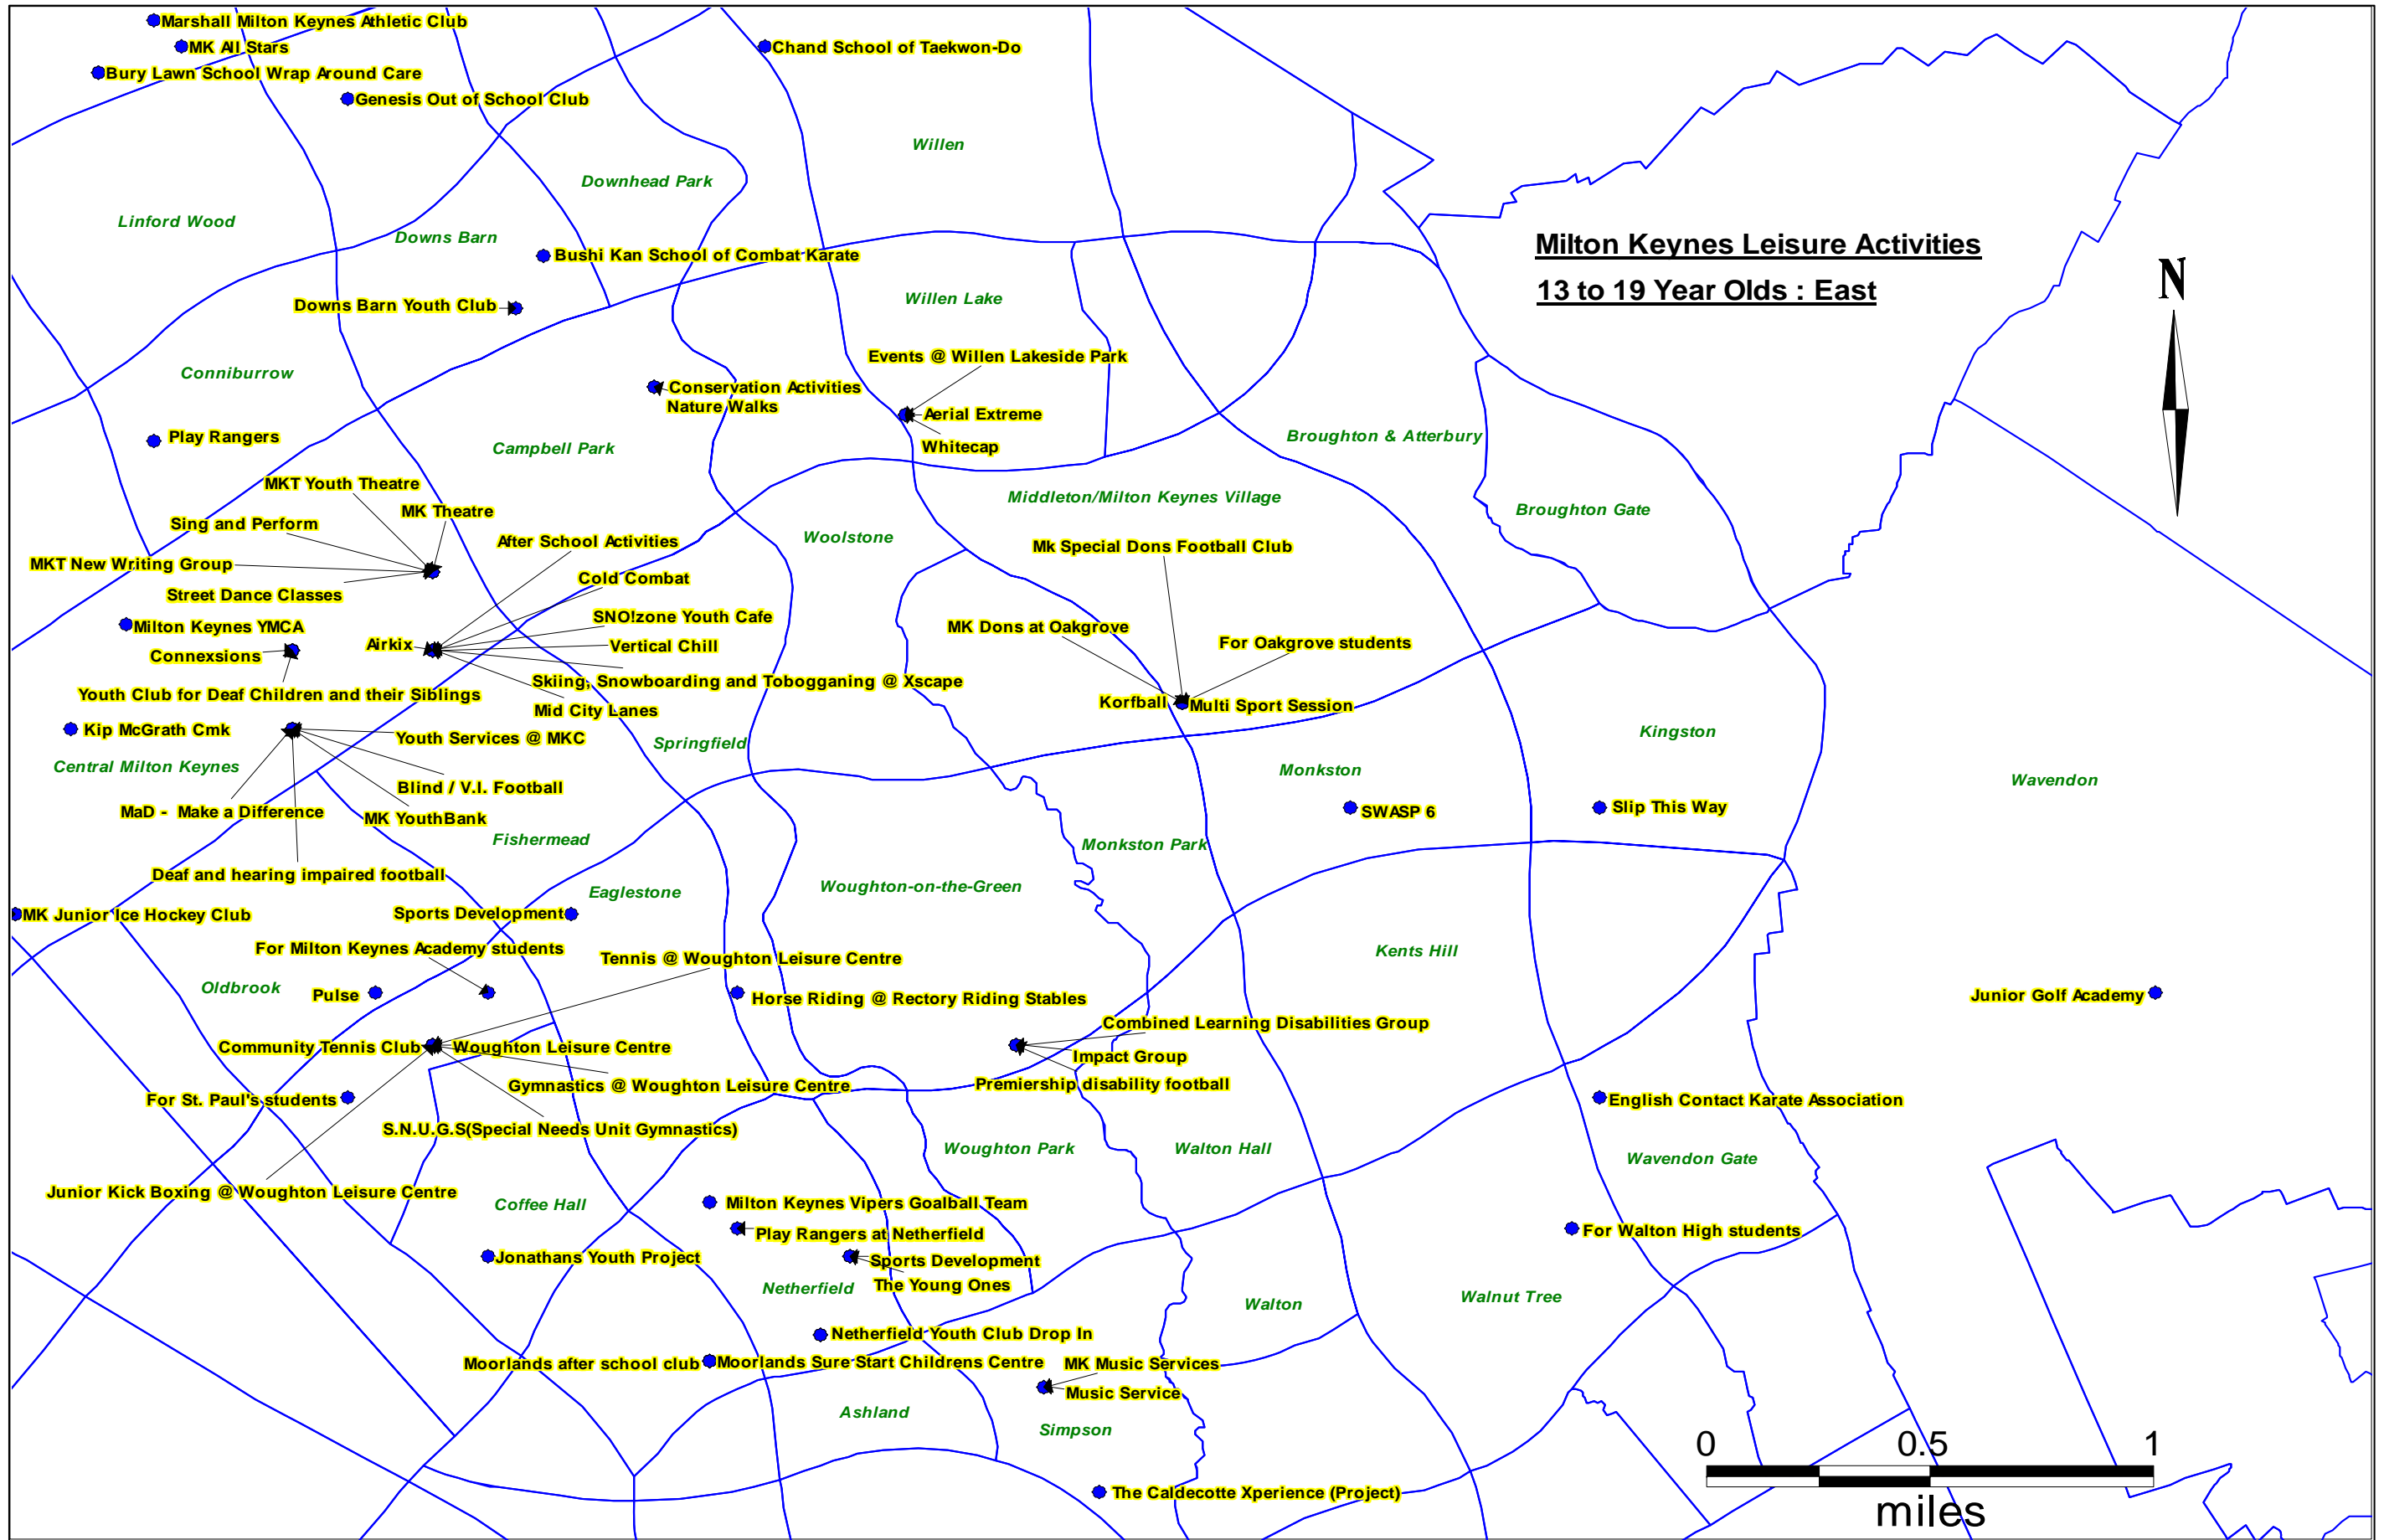 Marshall Milton Keynes Athletic Club
MK All Stars
Chand School of Taekwon-Do
Bury Lawn School Wrap Around Care
Genesis Out of School Club
Willen
Downhead Park
Linford Wood
Downs Barn
Milton Keynes Leisure Activities
13 to 19 Year Olds : East
N
Bushi Kan School of Combat Karate
Willen Lake
Downs Barn Youth Club
Events @ Willen Lakeside Park
Conniburrow
Conservation Activities
Nature Walks
Aerial Extreme
Whitecap
Play Rangers
Campbell Park
Broughton & Atterbury
MKT Youth Theatre
Middleton/Milton Keynes Village
MK Theatre
Broughton Gate
Sing and Perform
After School Activities
Woolstone
Mk Special Dons Football Club
MKT New Writing Group
Cold Combat
Street Dance Classes
SNO!zone Youth Cafe
Milton Keynes YMCA
MK Dons at Oakgrove
For Oakgrove students
Airkix
Vertical Chill
Connexsions
Skiing, Snowboarding and Tobogganing @ Xscape
Youth Club for Deaf Children and their Siblings
Korfball
Multi Sport Session
Mid City Lanes
Kip McGrath Cmk
Youth Services @ MKC
Springfield
Kingston
Central Milton Keynes
Monkston
Wavendon
Blind / V.I. Football
MaD - Make a Difference
MK YouthBank
SWASP 6
Slip This Way
Fishermead
Monkston Park
Deaf and hearing impaired football
Eaglestone
Woughton-on-the-Green
MK Junior Ice Hockey Club
Sports Development
For Milton Keynes Academy students
Tennis @ Woughton Leisure Centre
Kents Hill
Oldbrook
Pulse
Horse Riding @ Rectory Riding Stables
Junior Golf Academy
Combined Learning Disabilities Group
Community Tennis Club
Woughton Leisure Centre
Impact Group
Gymnastics @ Woughton Leisure Centre
Premiership disability football
For St. Paul's students
English Contact Karate Association
S.N.U.G.S(Special Needs Unit Gymnastics)
Woughton Park
Walton Hall
Wavendon Gate
Junior Kick Boxing @ Woughton Leisure Centre
Coffee Hall
Milton Keynes Vipers Goalball Team
Play Rangers at Netherfield
For Walton High students
Jonathans Youth Project
Sports Development
Netherfield
The Young Ones
Walton
Walnut Tree
Netherfield Youth Club Drop In
Moorlands after school club
Moorlands Sure Start Childrens Centre
MK Music Services
Music Service
Ashland
Simpson
0 0.5 1
miles
The Caldecotte Xperience (Project)